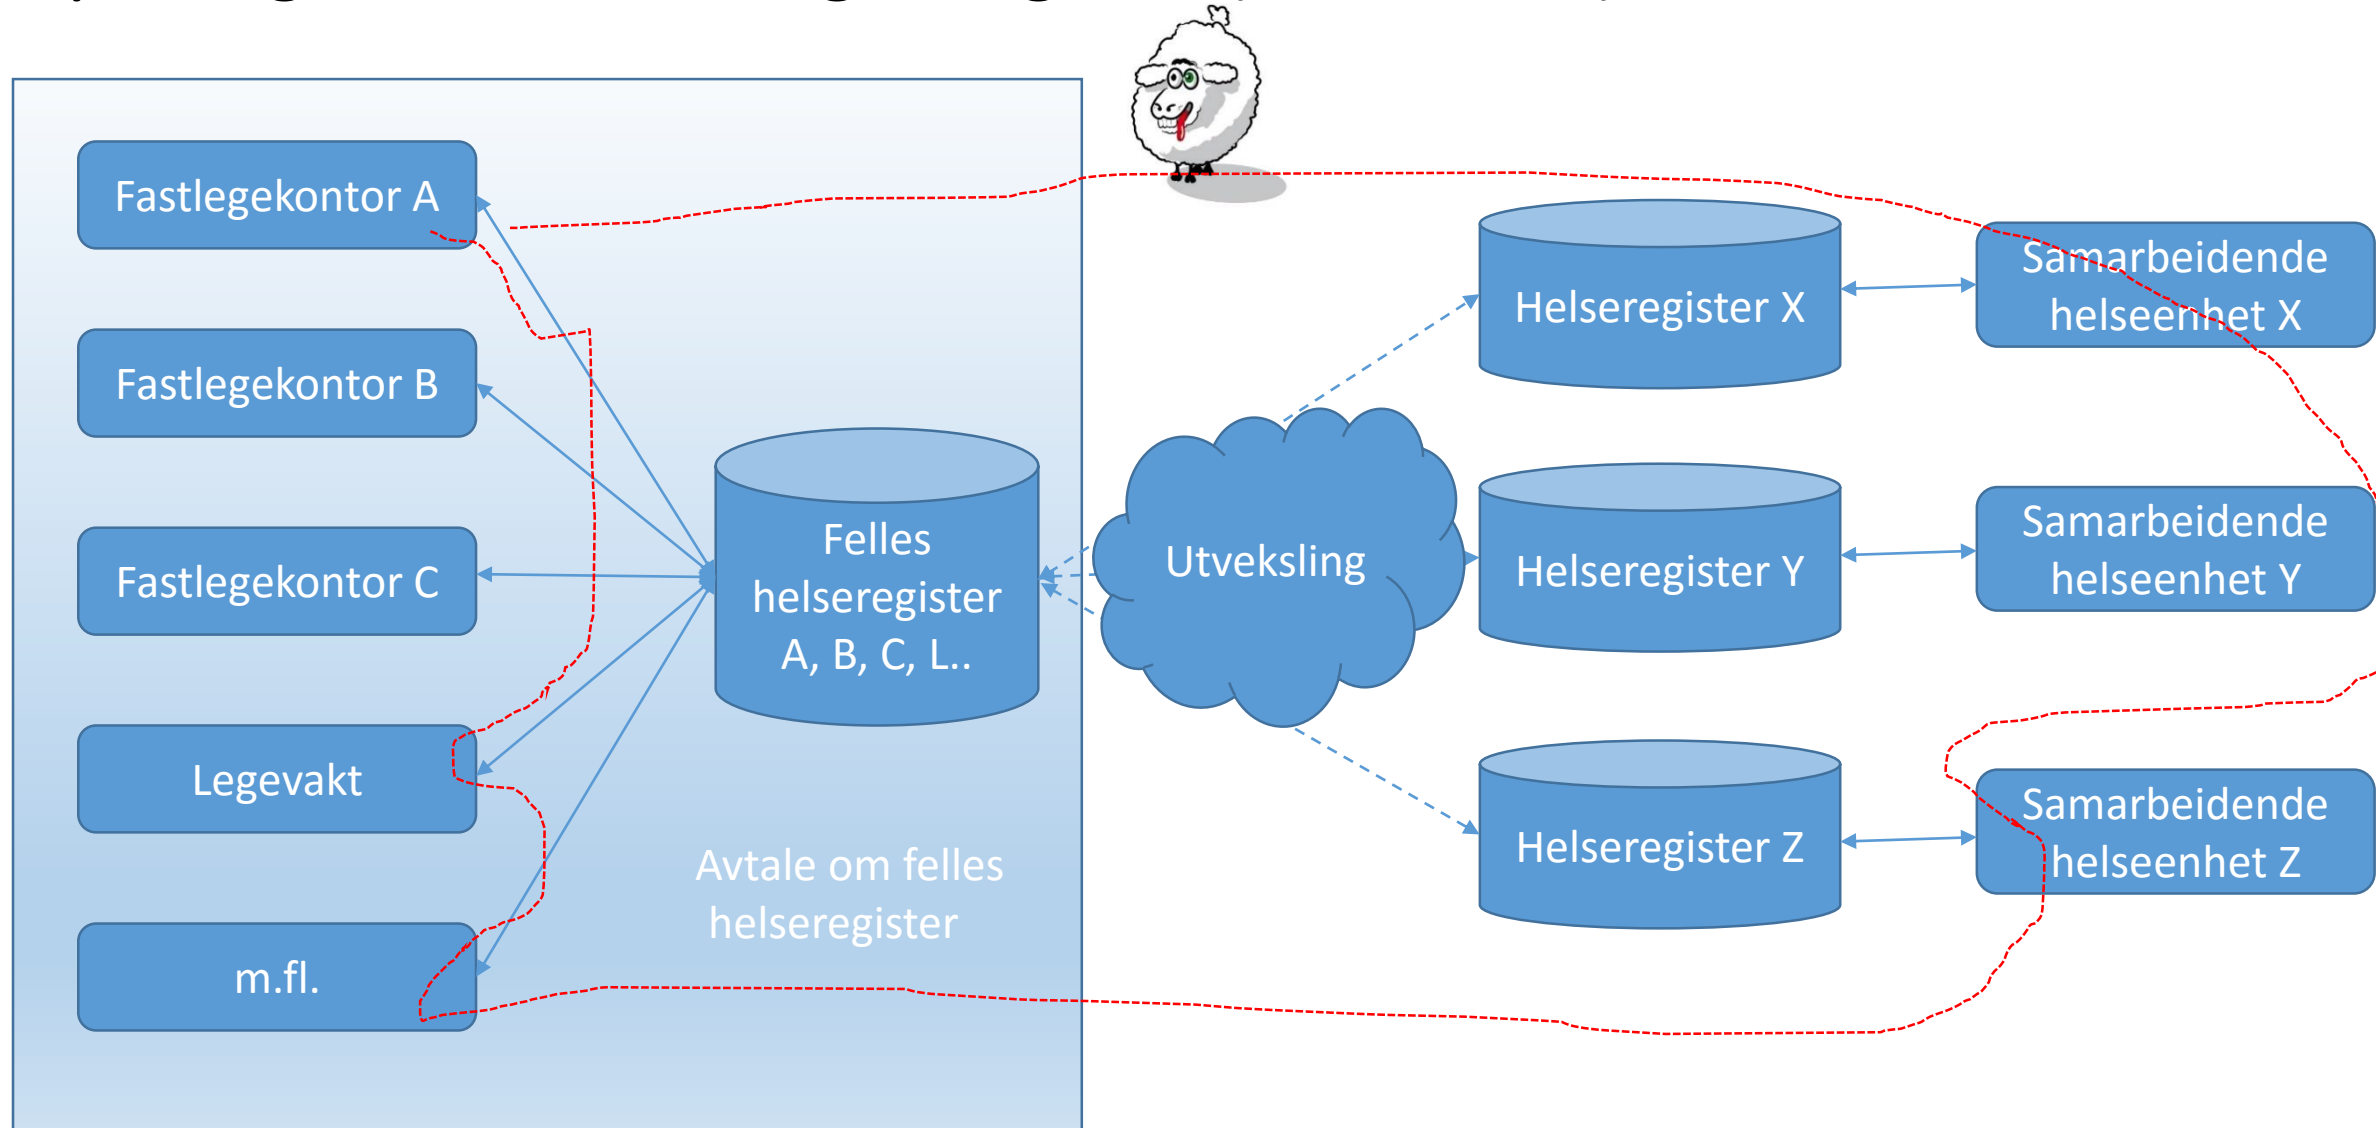 Fastlegekontor A
Fastlegekontor B
Fastlegekontor C
Legevakt
m.fl.
Felles
helseregister
A, B, C, L..
Avtale om felles
helseregister
Utveksling
Helseregister X
Helseregister Y
Helseregister Z
Samarbeidende
helseenhet X
Samarbeidende
helseenhet Y
Samarbeidende
helseenhet Z